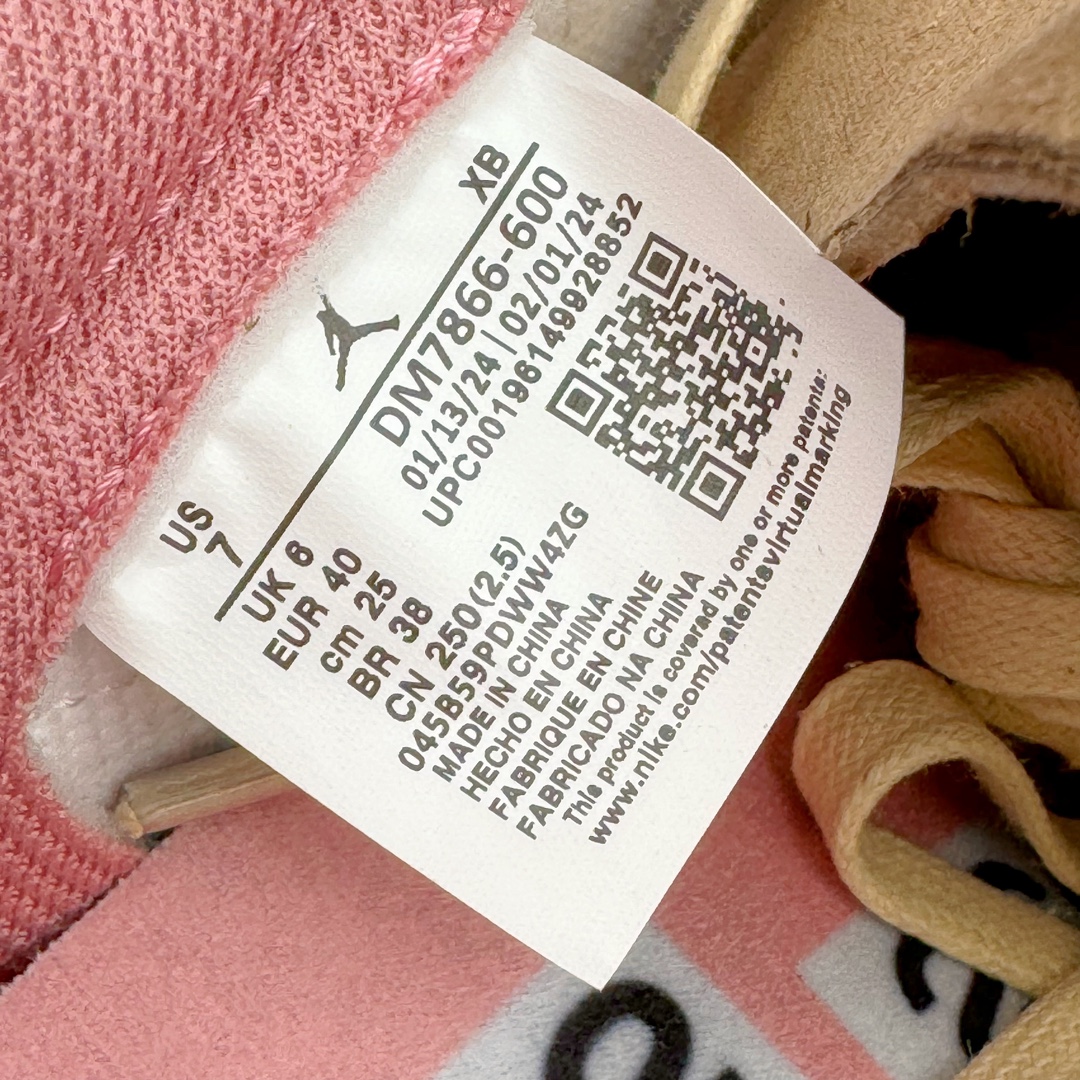 XB
DM7866-600
01/13/24 | 02/01/24
UPC00196149928852
US
7
UK 6
EUR 40
cm 25
BR 38
CN 250(2.5)
045B59PDWW4ZG
MADE IN CHINA
HECHO EN CHINA
FABRIQUE EN CHINE
FABRICADO NA CHINA
This product is covered by one or more patents:
www.nike.com/patentsvirtualmarking